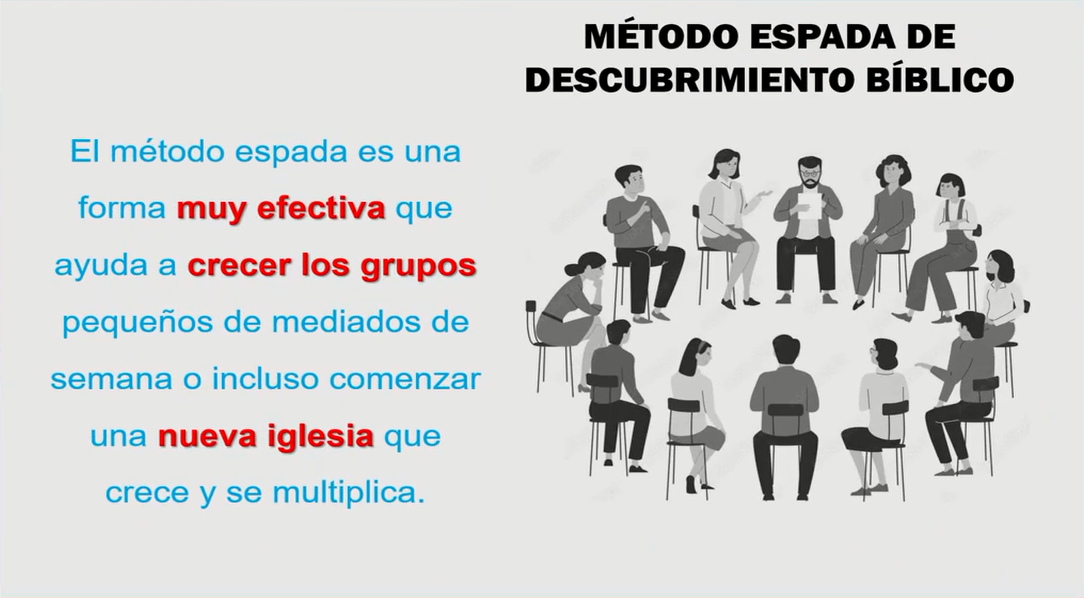 MÉTODO ESPADA DE
DESCUBRIMIENTO BÍBLICO
El método espada es una
forma muy efectiva que
ayuda a crecer los grupos
pequeños de mediados de
semana o incluso comenzar
una nueva iglesia que
crece y se multiplica.